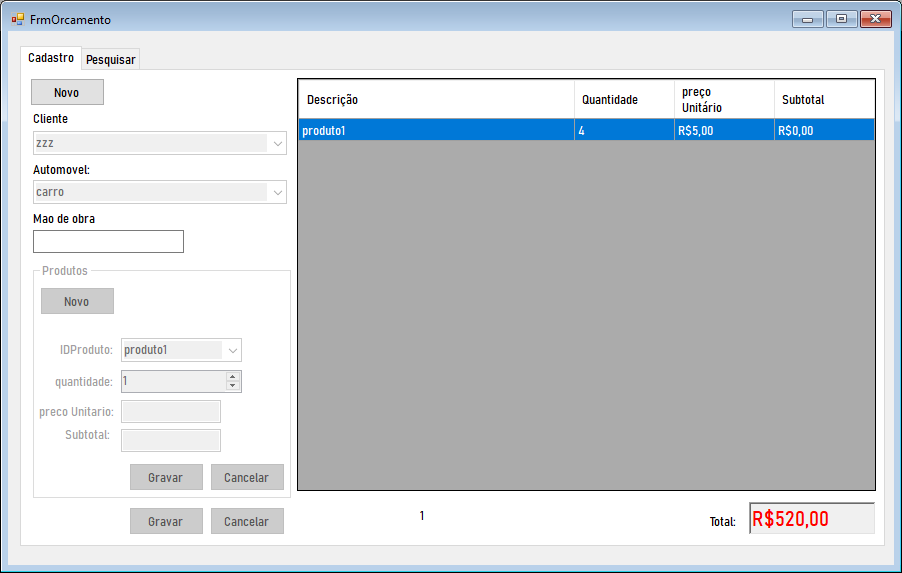 FrmOrcamento
Cadastro
Pesquisar
Novo
Cliente
zzz
Automovel:
carro
Mao de obra
Produtos
Novo
IDProduto:
produto1
quantidade:
1
preco Unitario:
Subtotal:
Gravar
Cancelar
Gravar
Cancelar
Descrição
Quantidade
preço
Unitário
Subtotal
produto1
4
R$5,00
R$0,00
1
Total:
R$520,00